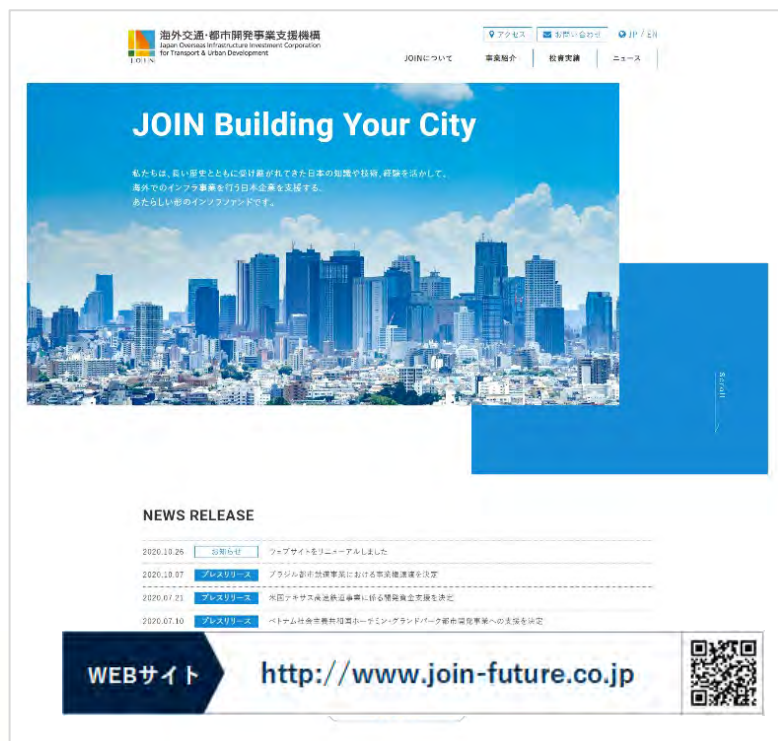 海外交通・都市開発事業支援機構
Japan Overseas Infrastructure Investment Corporation
for Transport & Urban Development
JOIN
アクセス お問い合わせ JP / EN
JOINについて 事業紹介 投資実績 ニュース
JOIN Building Your City
私たちは、長い歴史とともに受け継がれてきた日本の知識や技術、経験を活かして、
海外でのインフラ事業を行う日本企業を支援する、
あたらしい形のインフラファンドです。
Scroll
NEWS RELEASE
2020.10.26 お知らせ ウェブサイトをリニューアルしました
2020.10.07 プレスリリース ブラジル都市鉄道事業における事業
2020.07.21 プレスリリース 米国テキサス高速鉄道事業に係る開発資金支援を決定
2020.07.10 プレスリリース ベトナム社会主義共和国ホーチミン・グランドパーク都市開発事業への支援を決定
WEBサイト http://www.join-future.co.jp